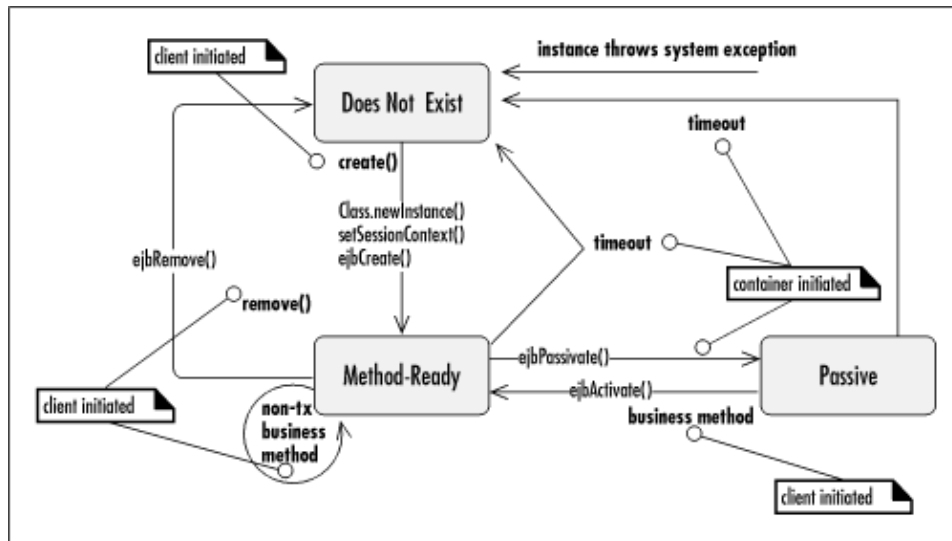 client initiated
instance throws system exception
Does Not Exist
timeout
create()
Class.newInstance()
setSessionContext()
ejbCreate()
timeout
ejbRemove()
container initiated
remove()
ejbPassivate()
Method-Ready
Passive
ejbActivate()
client initiated
non-tx
business
method
business method
client initiated